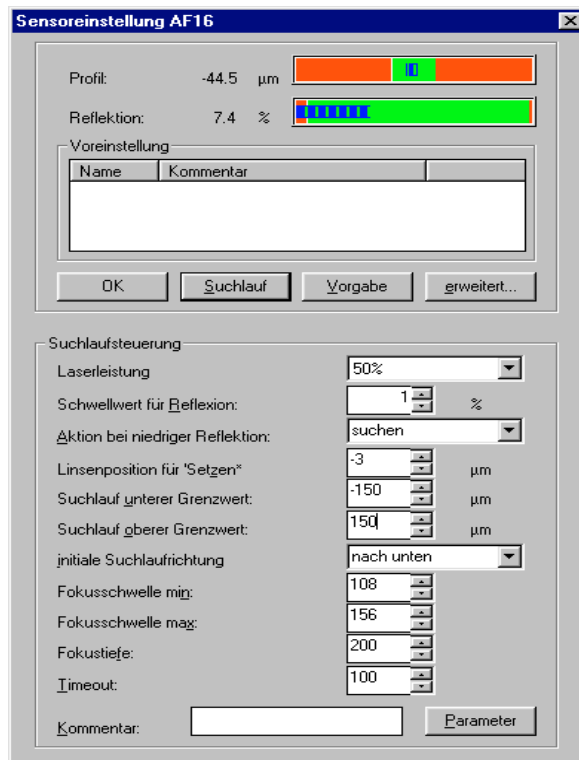 Sensoreinstellung AF16
Profil: -44.5 µm
Reflektion: 7.4 %
Voreinstellung
Name Kommentar
OK Suchlauf Vorgabe erweitert...
Suchlaufsteuerung
Laserleistung 50%
Schwellwert für Reflexion: 1 %
Aktion bei niedriger Reflektion: suchen
Linsenposition für 'Setzen" -3 µm
Suchlauf unterer Grenzwert: -150 µm
Suchlauf oberer Grenzwert: 150 µm
initiale Suchlaufrichtung nach unten
Fokusschwelle min: 108
Fokusschwelle max: 156
Fokustiefe: 200
Timeout: 100
Kommentar: Parameter